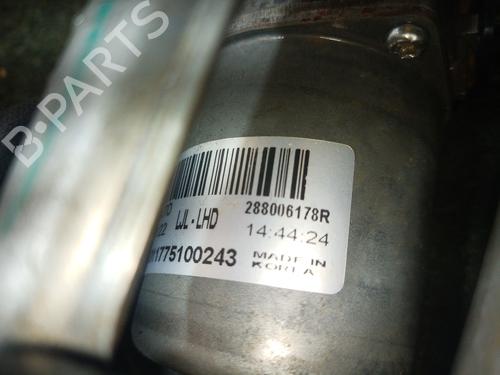 B-PARTS
288006178R
LJL-LHD
14:44:24
1775100243
MADE IN
KOREA